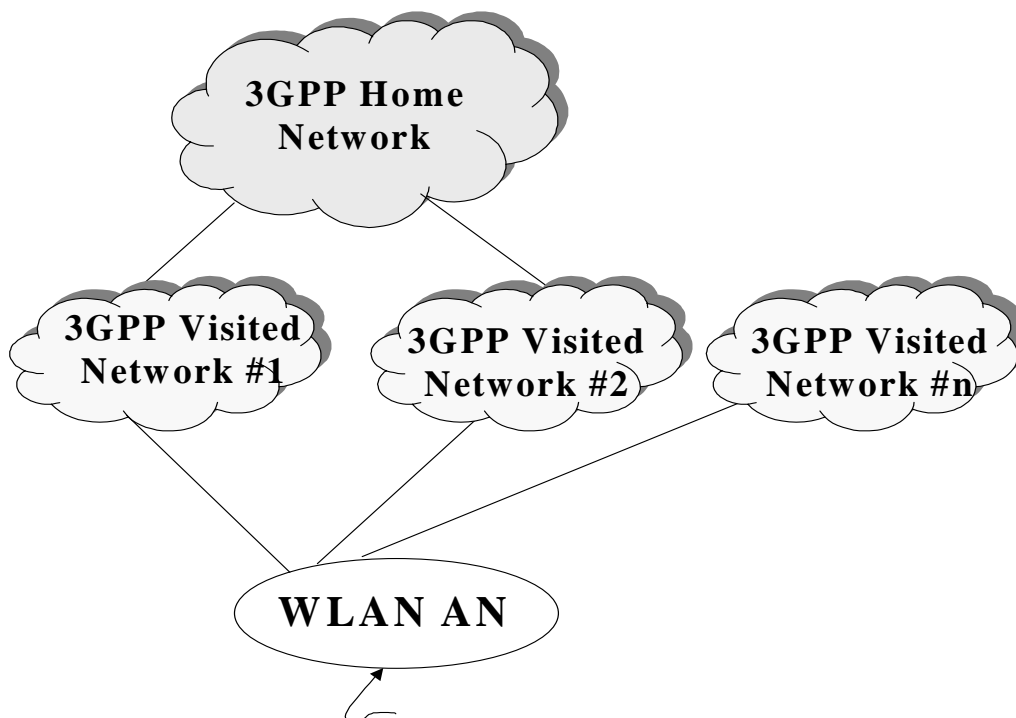 3GPP Home
Network
3GPP Visited
Network #1
3GPP Visited
Network #2
3GPP Visited
Network #n
WLAN AN